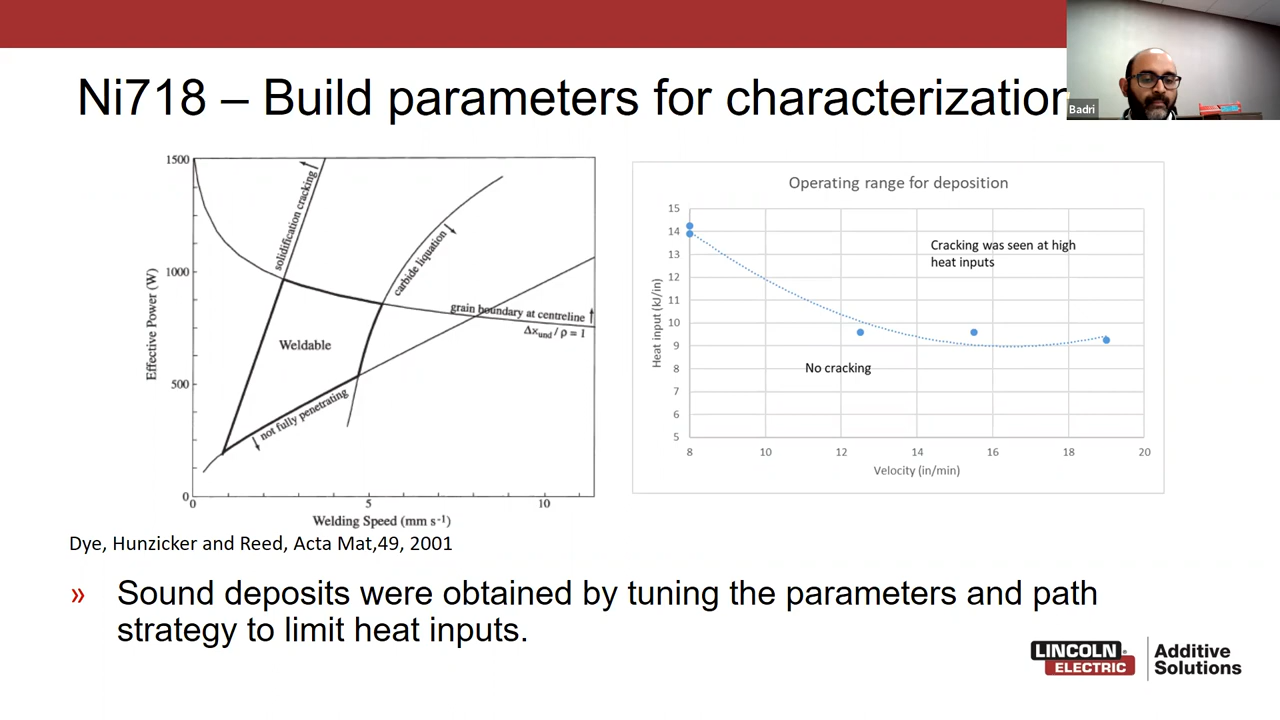 Ni718 – Build parameters for characterization
Badri
1500
1000
500
0
0
5
10
Effective Power (W)
Welding Speed (mm s-1)
solidification cracking
carbide liquation
grain boundary at centreline
Δxund / ρ = 1
Weldable
not fully penetrating
Dye, Hunzicker and Reed, Acta Mat,49, 2001
Operating range for deposition
15
14
13
12
11
10
9
8
7
6
5
Heat input (kJ/in)
Cracking was seen at high
heat inputs
No cracking
8 10 12 14 16 18 20
Velocity (in/min)
» Sound deposits were obtained by tuning the parameters and path
strategy to limit heat inputs.
LINCOLN®
ELECTRIC
Additive
Solutions